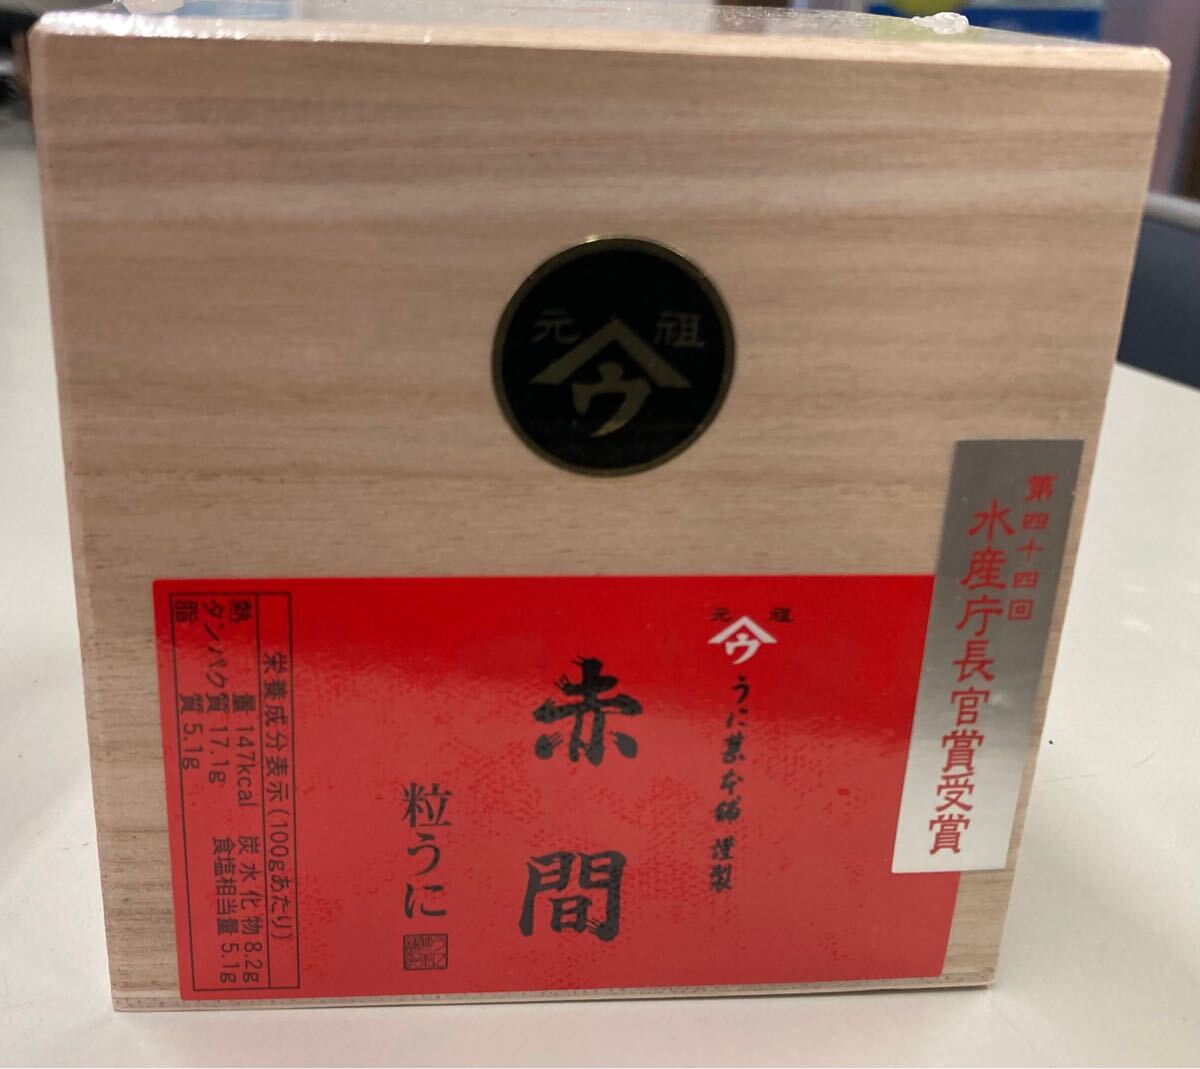 元 祖
ウ
第四十四回
水産庁長官賞受賞
元 祖
ウ
うに甚本舗 謹製
赤間
粒うに
栄養成分表示(100gあたり)
熱量 147kcal 炭水化物 8.2g
タンパク質 17.1g 食塩相当量 5.1g
脂質 5.1g